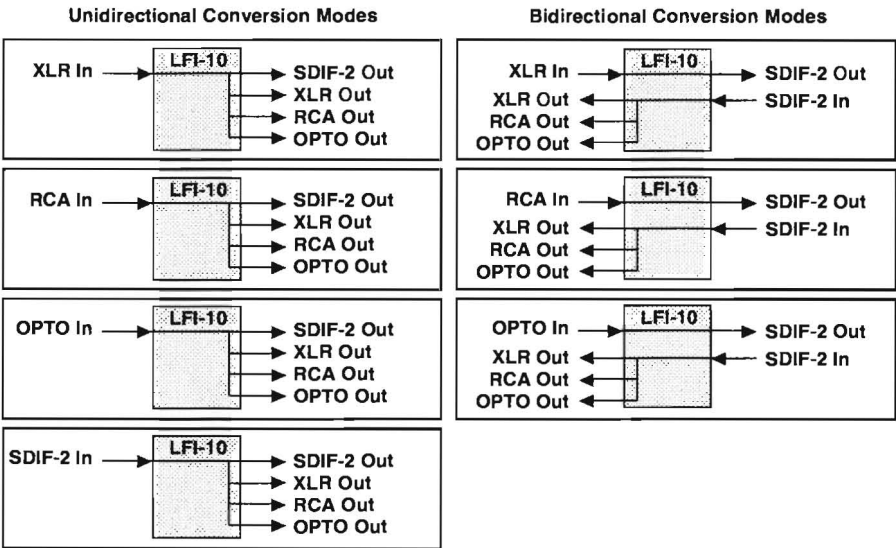 Unidirectional Conversion Modes
XLR In
LFI-10
SDIF-2 Out
XLR Out
RCA Out
OPTO Out
RCA In
LFI-10
SDIF-2 Out
XLR Out
RCA Out
OPTO Out
OPTO In
LFI-10
SDIF-2 Out
XLR Out
RCA Out
OPTO Out
SDIF-2 In
LFI-10
SDIF-2 Out
XLR Out
RCA Out
OPTO Out
Bidirectional Conversion Modes
XLR In
LFI-10
SDIF-2 Out
XLR Out
SDIF-2 In
RCA Out
OPTO Out
RCA In
LFI-10
SDIF-2 Out
XLR Out
SDIF-2 In
RCA Out
OPTO Out
OPTO In
LFI-10
SDIF-2 Out
XLR Out
SDIF-2 In
RCA Out
OPTO Out